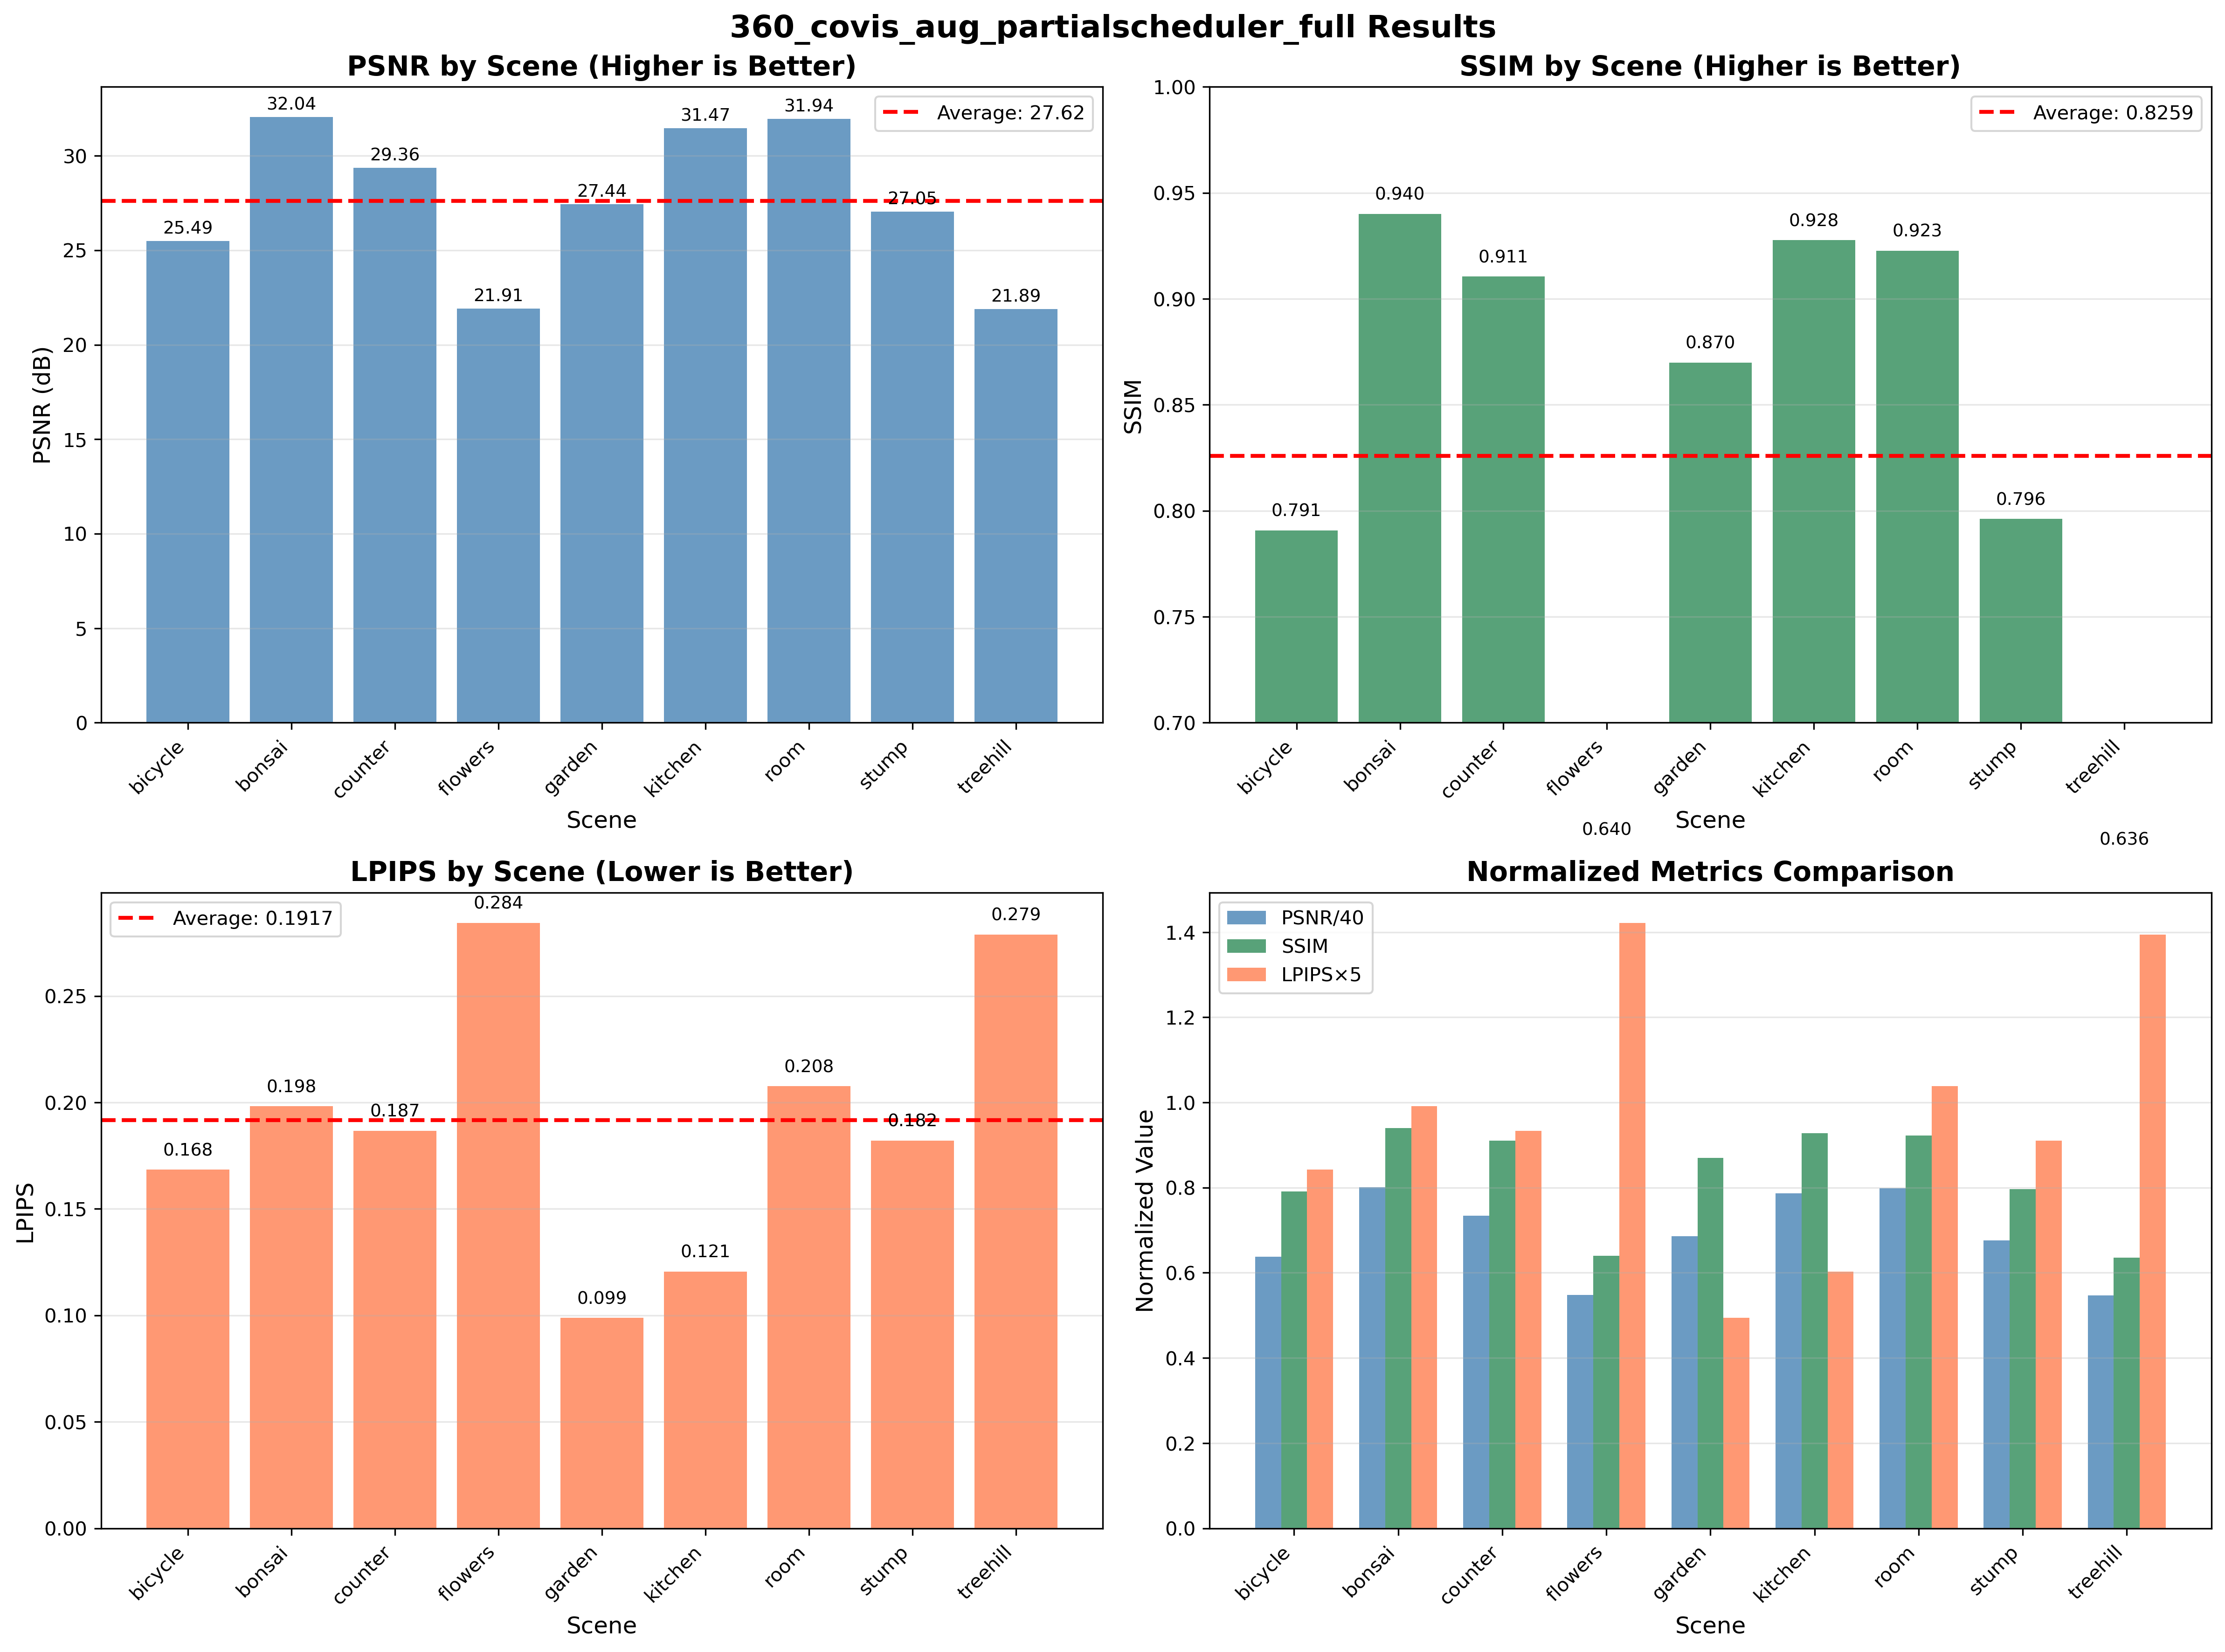 360_covis_aug_partialscheduler_full Results
PSNR by Scene (Higher is Better)
Average: 27.62
PSNR (dB)
30
25
20
15
10
5
0
25.49
32.04
29.36
21.91
27.44
31.47
31.94
27.05
21.89
bicycle
bonsai
counter
flowers
garden
kitchen
room
stump
treehill
Scene
SSIM by Scene (Higher is Better)
Average: 0.8259
SSIM
1.00
0.95
0.90
0.85
0.80
0.75
0.70
0.791
0.940
0.911
0.640
0.870
0.928
0.923
0.796
0.636
bicycle
bonsai
counter
flowers
garden
kitchen
room
stump
treehill
Scene
LPIPS by Scene (Lower is Better)
Average: 0.1917
LPIPS
0.25
0.20
0.15
0.10
0.05
0.00
0.168
0.198
0.187
0.284
0.099
0.121
0.208
0.182
0.279
bicycle
bonsai
counter
flowers
garden
kitchen
room
stump
treehill
Scene
Normalized Metrics Comparison
PSNR/40
SSIM
LPIPS×5
Normalized Value
1.4
1.2
1.0
0.8
0.6
0.4
0.2
0.0
bicycle
bonsai
counter
flowers
garden
kitchen
room
stump
treehill
Scene